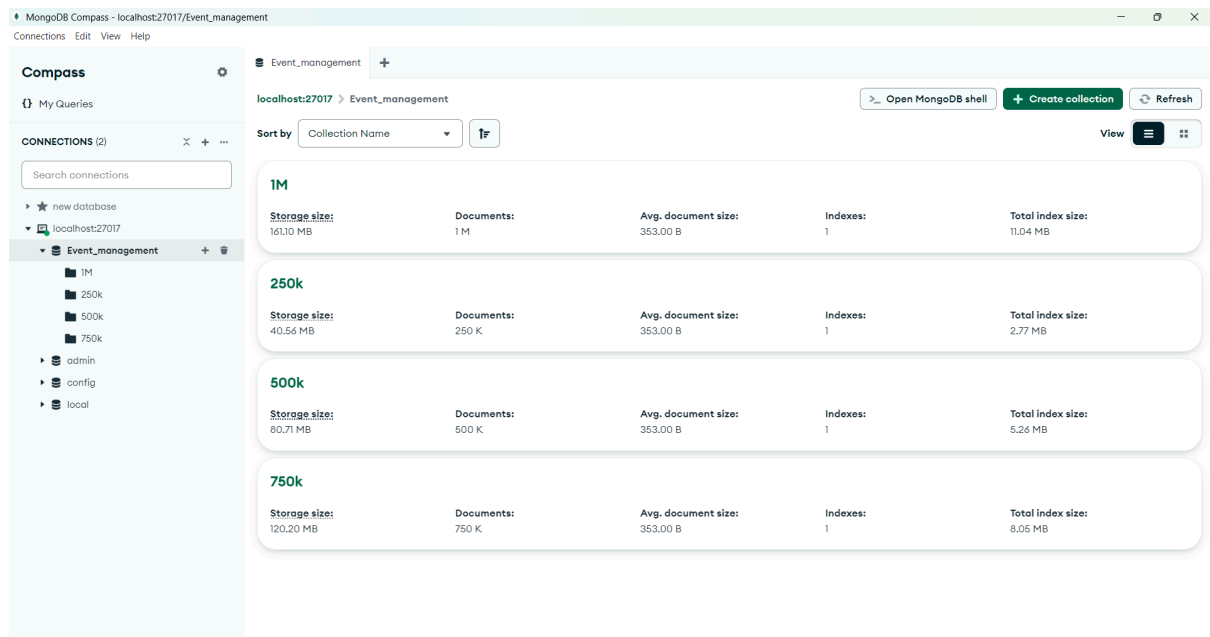 MongoDB Compass - localhost:27017/Event_management
Connections Edit View Help
Compass
{} My Queries
CONNECTIONS (2)
Search connections
new database
localhost:27017
Event_management
1M
250k
500k
750k
admin
config
local
Event_management
localhost:27017 > Event_management
>_ Open MongoDB shell
+ Create collection
Refresh
Sort by Collection Name
View
1M
Storage size: Documents: Avg. document size: Indexes: Total index size:
161.10 MB 1 M 353.00 B 1 11.04 MB
250k
Storage size: Documents: Avg. document size: Indexes: Total index size:
40.56 MB 250 K 353.00 B 1 2.77 MB
500k
Storage size: Documents: Avg. document size: Indexes: Total index size:
80.71 MB 500 K 353.00 B 1 5.26 MB
750k
Storage size: Documents: Avg. document size: Indexes: Total index size:
120.20 MB 750 K 353.00 B 1 8.05 MB